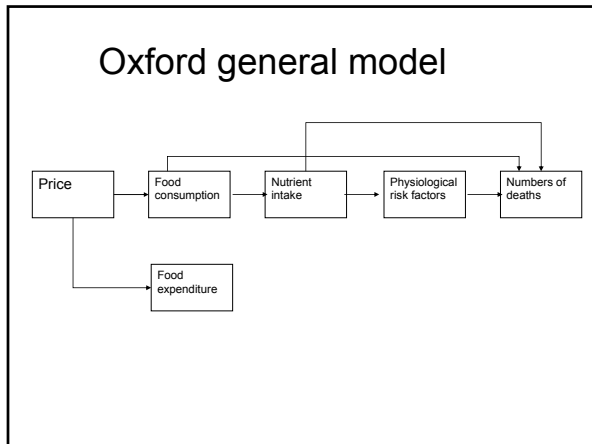 Oxford general model
Price
Food
consumption
Nutrient
intake
Physiological
risk factors
Numbers of
deaths
Food
expenditure